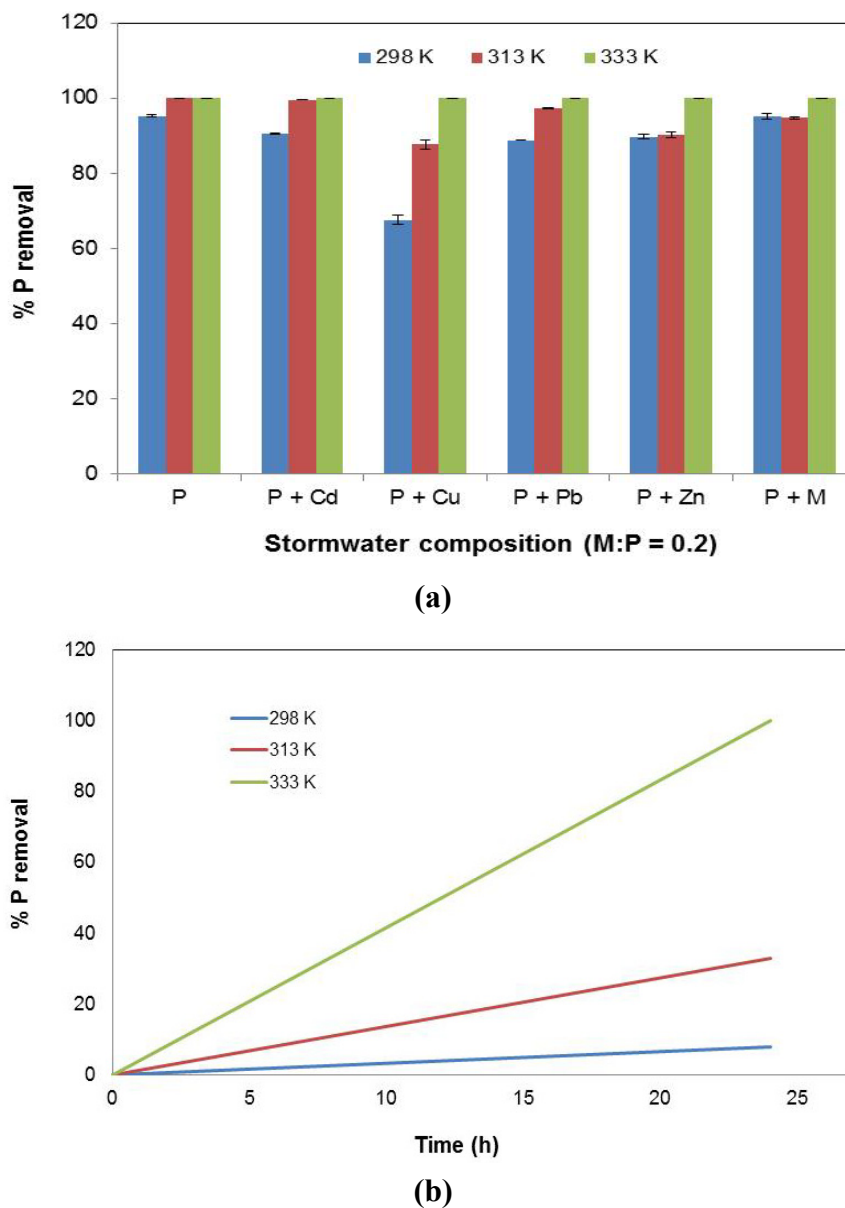 120
100
80
60
40
20
0
% P removal
298 K 313 K 333 K
P P + Cd P + Cu P + Pb P + Zn P + M
Stormwater composition (M:P = 0.2)
(a)
120
100
80
60
40
20
0
% P removal
298 K
313 K
333 K
0 5 10 15 20 25
Time (h)
(b)